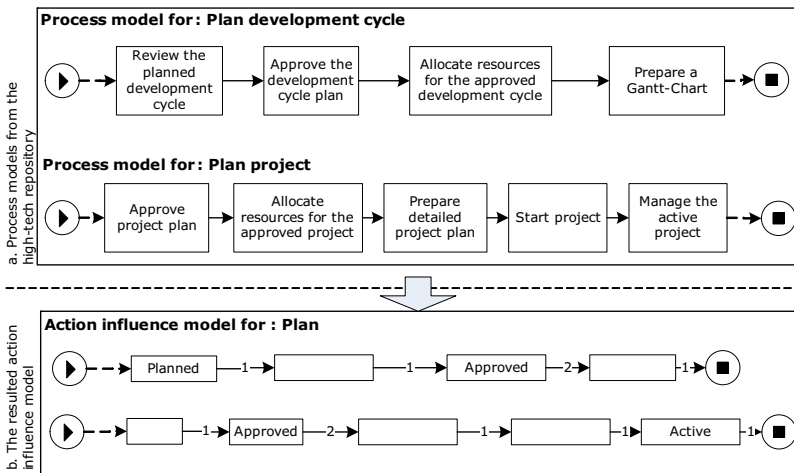 Process model for: Plan development cycle
Review the
planned
development
cycle
Approve the
development
cycle plan
Allocate resources
for the approved
development cycle
Prepare a
Gantt-Chart
Process model for: Plan project
Approve
project plan
Allocate
resources for the
approved project
Prepare
detailed
project plan
Start project
Manage the
active
project
a. Process models from the
high-tech repository
Action influence model for : Plan
Planned
1
1
Approved
2
1
1
Approved
2
1
1
Active
1
b. The resulted action
influence model